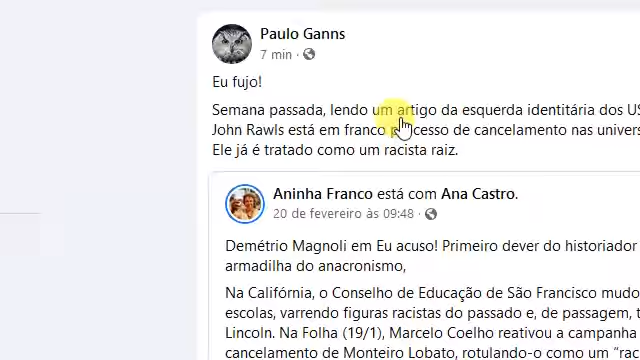 Paulo Ganns
7 min
Eu fujo!
Semana passada, lendo um artigo da esquerda identitária dos US
John Rawls está em franco processo de cancelamento nas univer
Ele já é tratado como um racista raiz.
Aninha Franco está com Ana Castro.
20 de fevereiro às 09:48
Demétrio Magnoli em Eu acuso! Primeiro dever do historiador
armadilha do anacronismo,
Na Califórnia, o Conselho de Educação de São Francisco mudo
escolas, varrendo figuras racistas do passado e, de passagem, t
Lincoln. Na Folha (19/1), Marcelo Coelho reativou a campanha
cancelamento de Monteiro Lobato, rotulando-o como um "rac